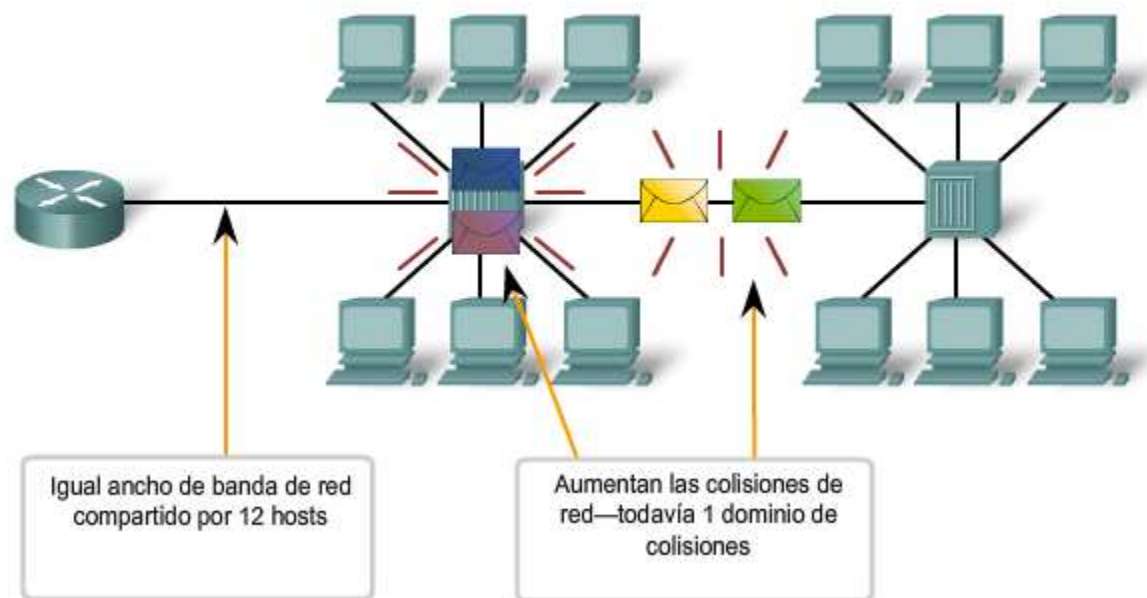 Igual ancho de banda de red
compartido por 12 hosts
Aumentan las colisiones de
red—todavía 1 dominio de
colisiones